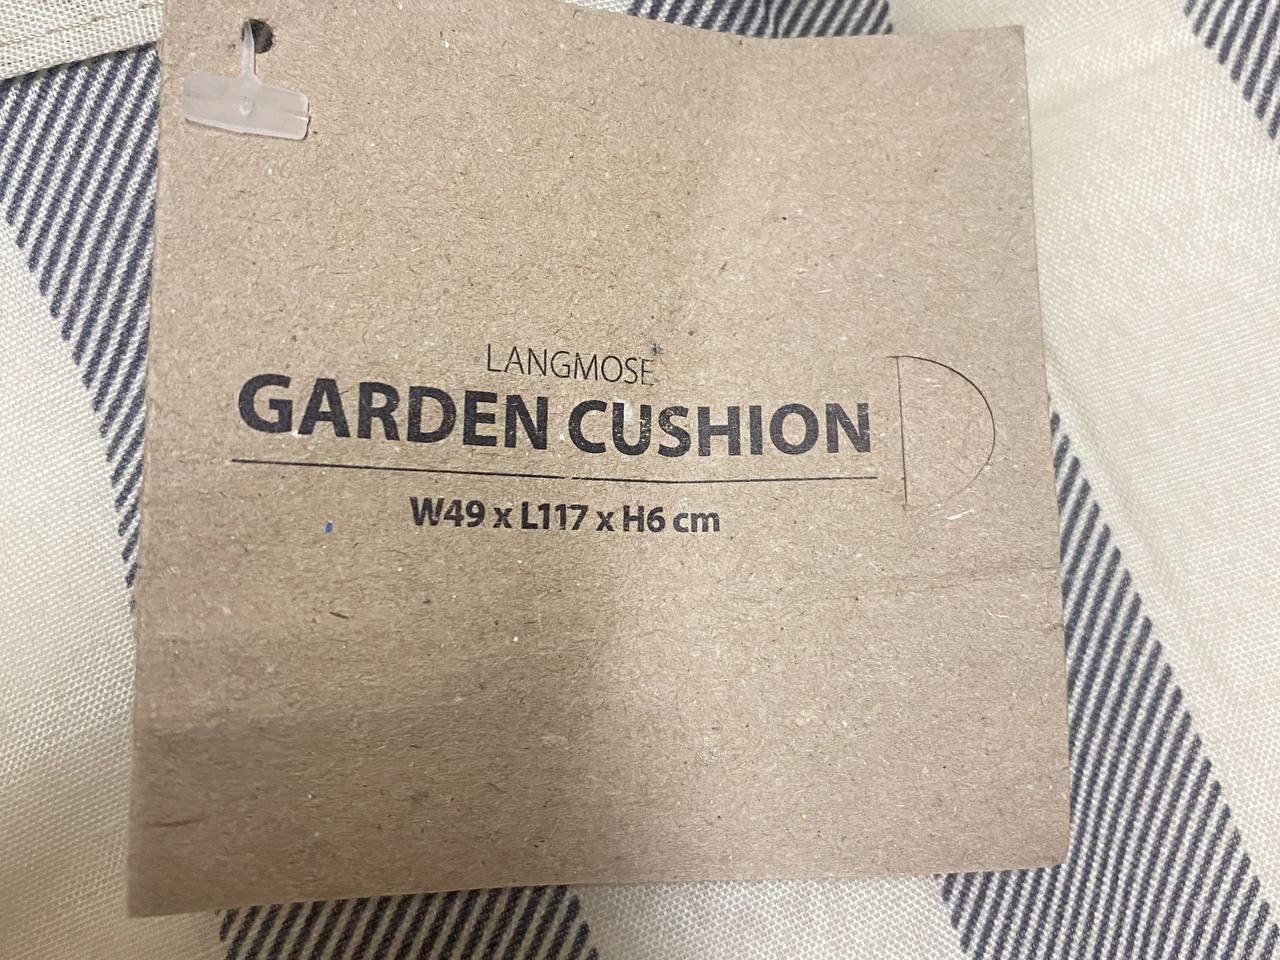 LANGMOSE
GARDEN CUSHION
W49 x L117 x H6 cm